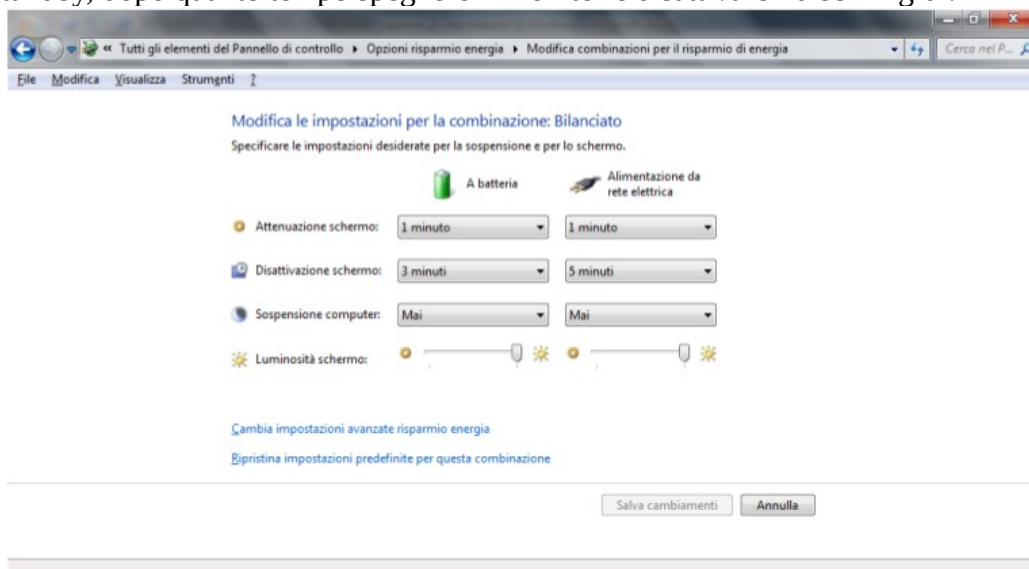 « Tutti gli elementi del Pannello di controllo ▸ Opzioni risparmio energia ▸ Modifica combinazioni per il risparmio di energia
Cerca nel P...
File Modifica Visualizza Strumenti ?
Modifica le impostazioni per la combinazione: Bilanciato
Specificare le impostazioni desiderate per la sospensione e per lo schermo.
A batteria
Alimentazione da
rete elettrica
Attenuazione schermo: 1 minuto 1 minuto
Disattivazione schermo: 3 minuti 5 minuti
Sospensione computer: Mai Mai
Luminosità schermo:
Cambia impostazioni avanzate risparmio energia
Ripristina impostazioni predefinite per questa combinazione
Salva cambiamenti Annulla